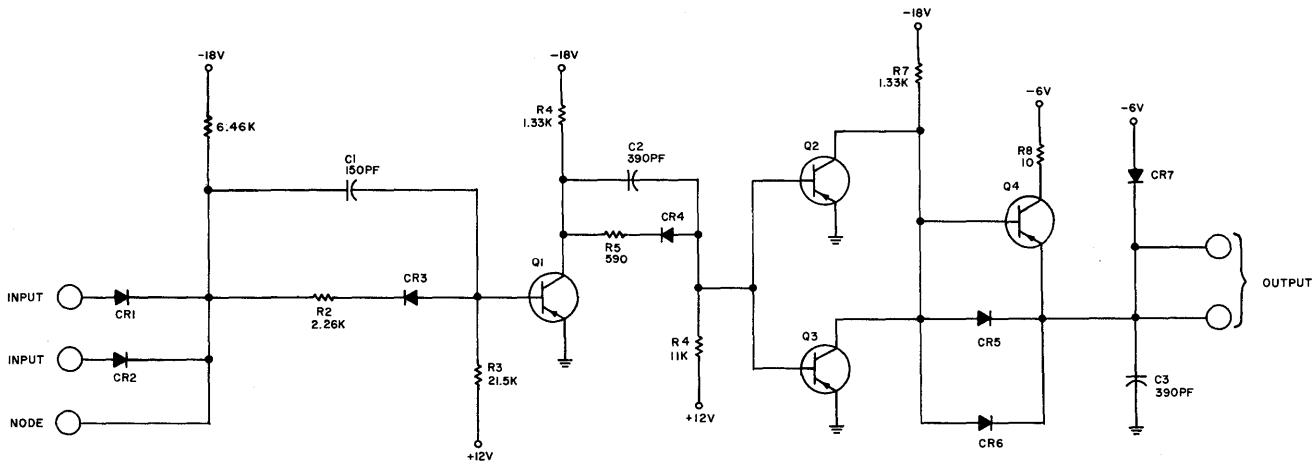 -18V
6.46K
C1
150PF
INPUT
CR1
INPUT
CR2
NODE
R2
2.26K
CR3
R3
21.5K
+12V
Q1
-18V
R4
1.33K
C2
390PF
R5
590
CR4
R4
11K
+12V
Q2
Q3
-18V
R7
1.33K
Q4
-6V
R8
10
CR5
CR6
-6V
CR7
C3
390PF
OUTPUT